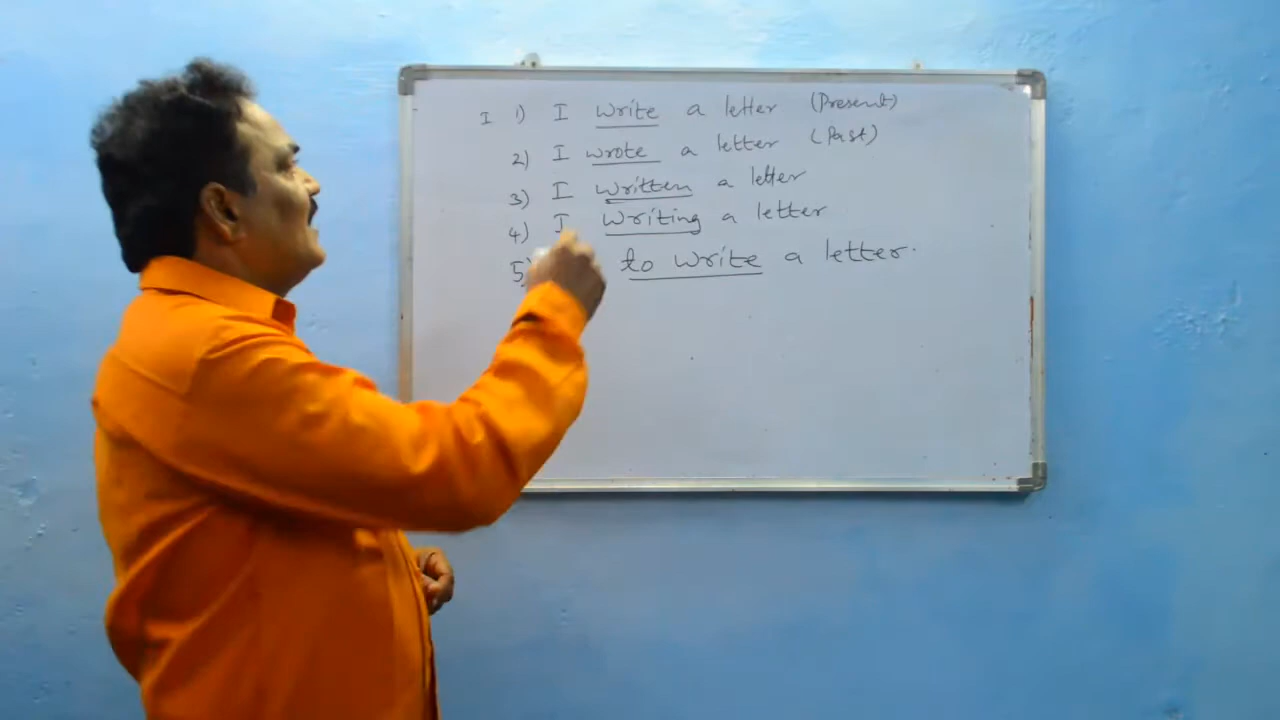 I 1) I write a letter (Present)
2) I wrote a letter (Past)
3) I written a letter
4) I writing a letter
5) to write a letter.